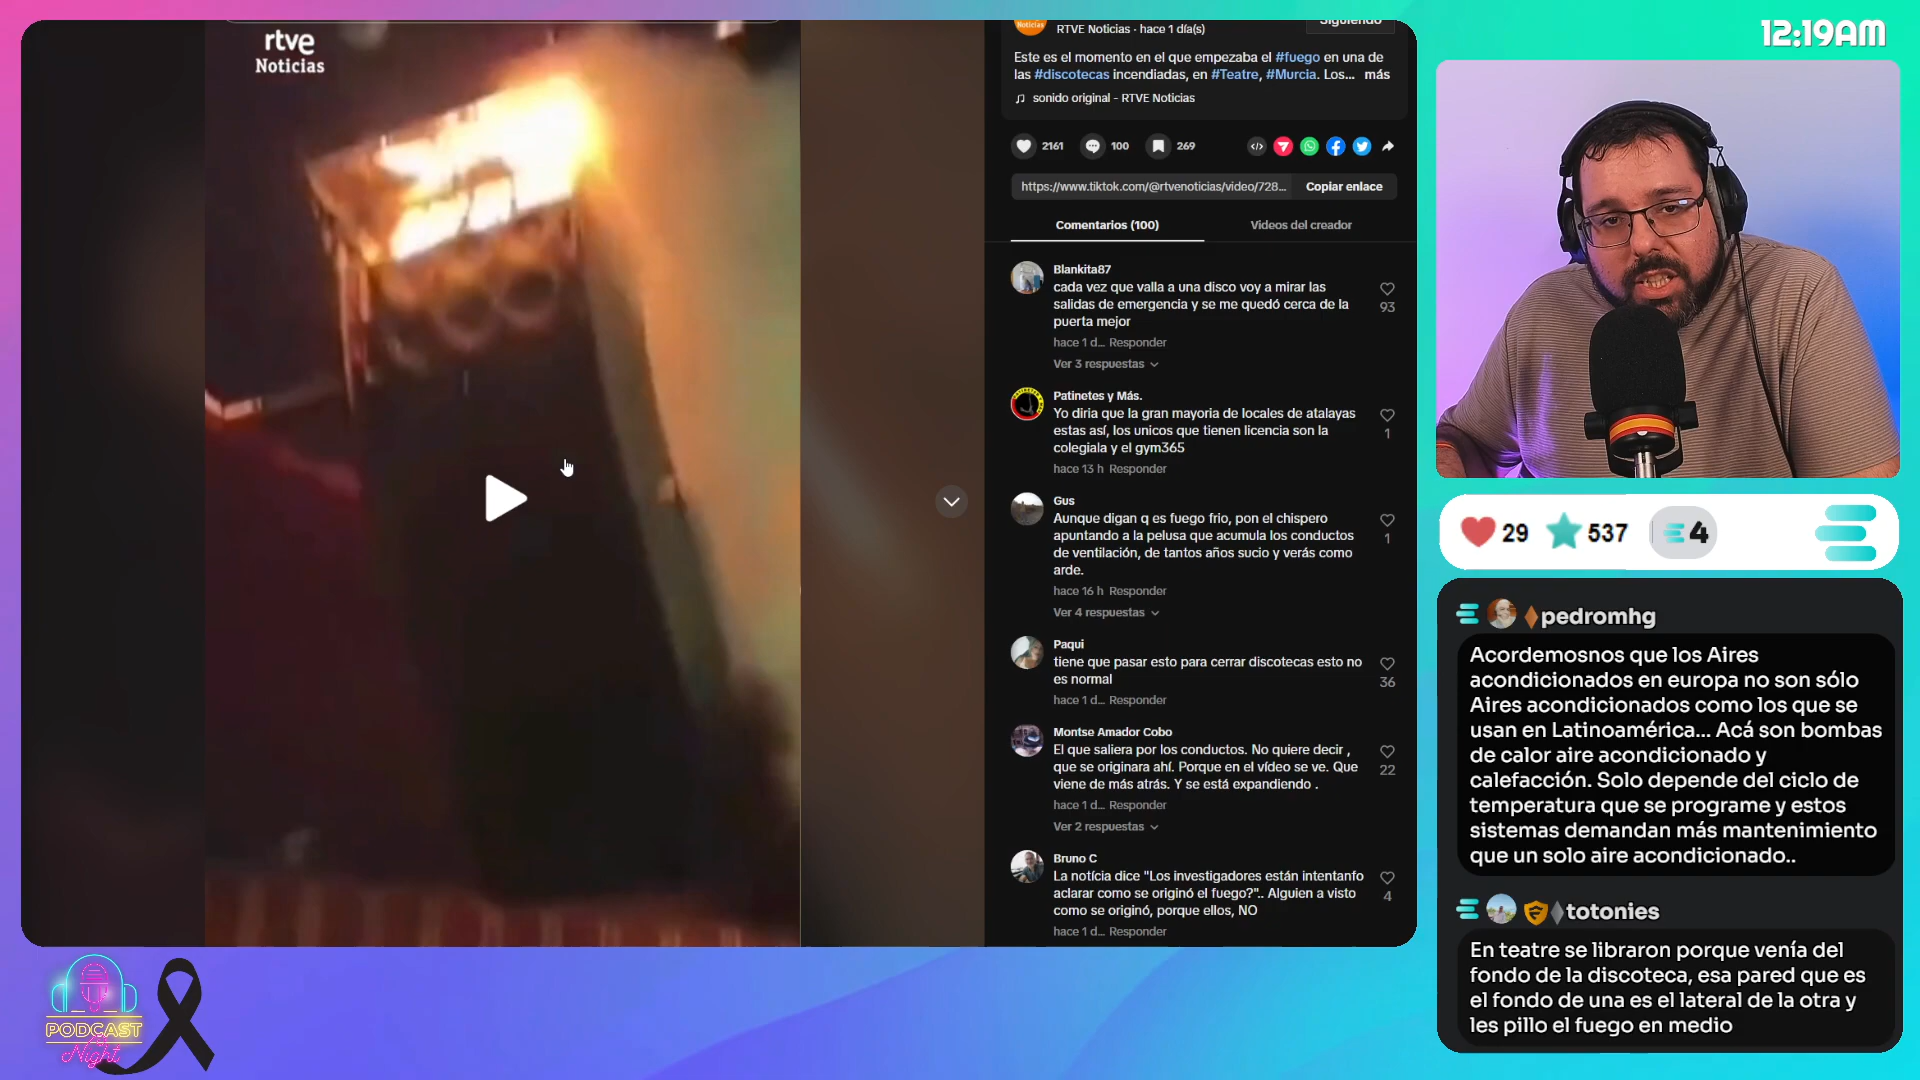 rtve
Noticias
RTVE Noticias · hace 1 día(s)
Siguiendo
Este es el momento en el que empezaba el #fuego en una de
las #discotecas incendiadas, en #Teatre, #Murcia. Los... más
sonido original - RTVE Noticias
2161
100
269
https://www.tiktok.com/@rtvenoticias/video/728...
Copiar enlace
Comentarios (100)
Videos del creador
Blankita87
cada vez que valla a una disco voy a mirar las
salidas de emergencia y se me quedó cerca de la
puerta mejor
93
hace 1 d... Responder
Ver 3 respuestas
Patinetes y Más.
Yo diria que la gran mayoria de locales de atalayas
estas así, los unicos que tienen licencia son la
colegiala y el gym365
1
hace 13 h Responder
Gus
Aunque digan q es fuego frio, pon el chispero
apuntando a la pelusa que acumula los conductos
de ventilación, de tantos años sucio y verás como
arde.
1
hace 16 h Responder
Ver 4 respuestas
Paqui
tiene que pasar esto para cerrar discotecas esto no
es normal
36
hace 1 d... Responder
Montse Amador Cobo
El que saliera por los conductos. No quiere decir ,
que se originara ahí. Porque en el vídeo se ve. Que
viene de más atrás. Y se está expandiendo .
22
hace 1 d... Responder
Ver 2 respuestas
Bruno C
La notícia dice "Los investigadores están intentanfo
aclarar como se originó el fuego?".. Alguien a visto
como se originó, porque ellos, NO
4
hace 1 d... Responder
12:19AM
29
537
4
pedromhg
Acordemosnos que los Aires
acondicionados en europa no son sólo
Aires acondicionados como los que se
usan en Latinoamérica... Acá son bombas
de calor aire acondicionado y
calefacción. Solo depende del ciclo de
temperatura que se programe y estos
sistemas demandan más mantenimiento
que un solo aire acondicionado..
totonies
En teatre se libraron porque venía del
fondo de la discoteca, esa pared que es
el fondo de una es el lateral de la otra y
les pillo el fuego en medio
PODCAST
Night